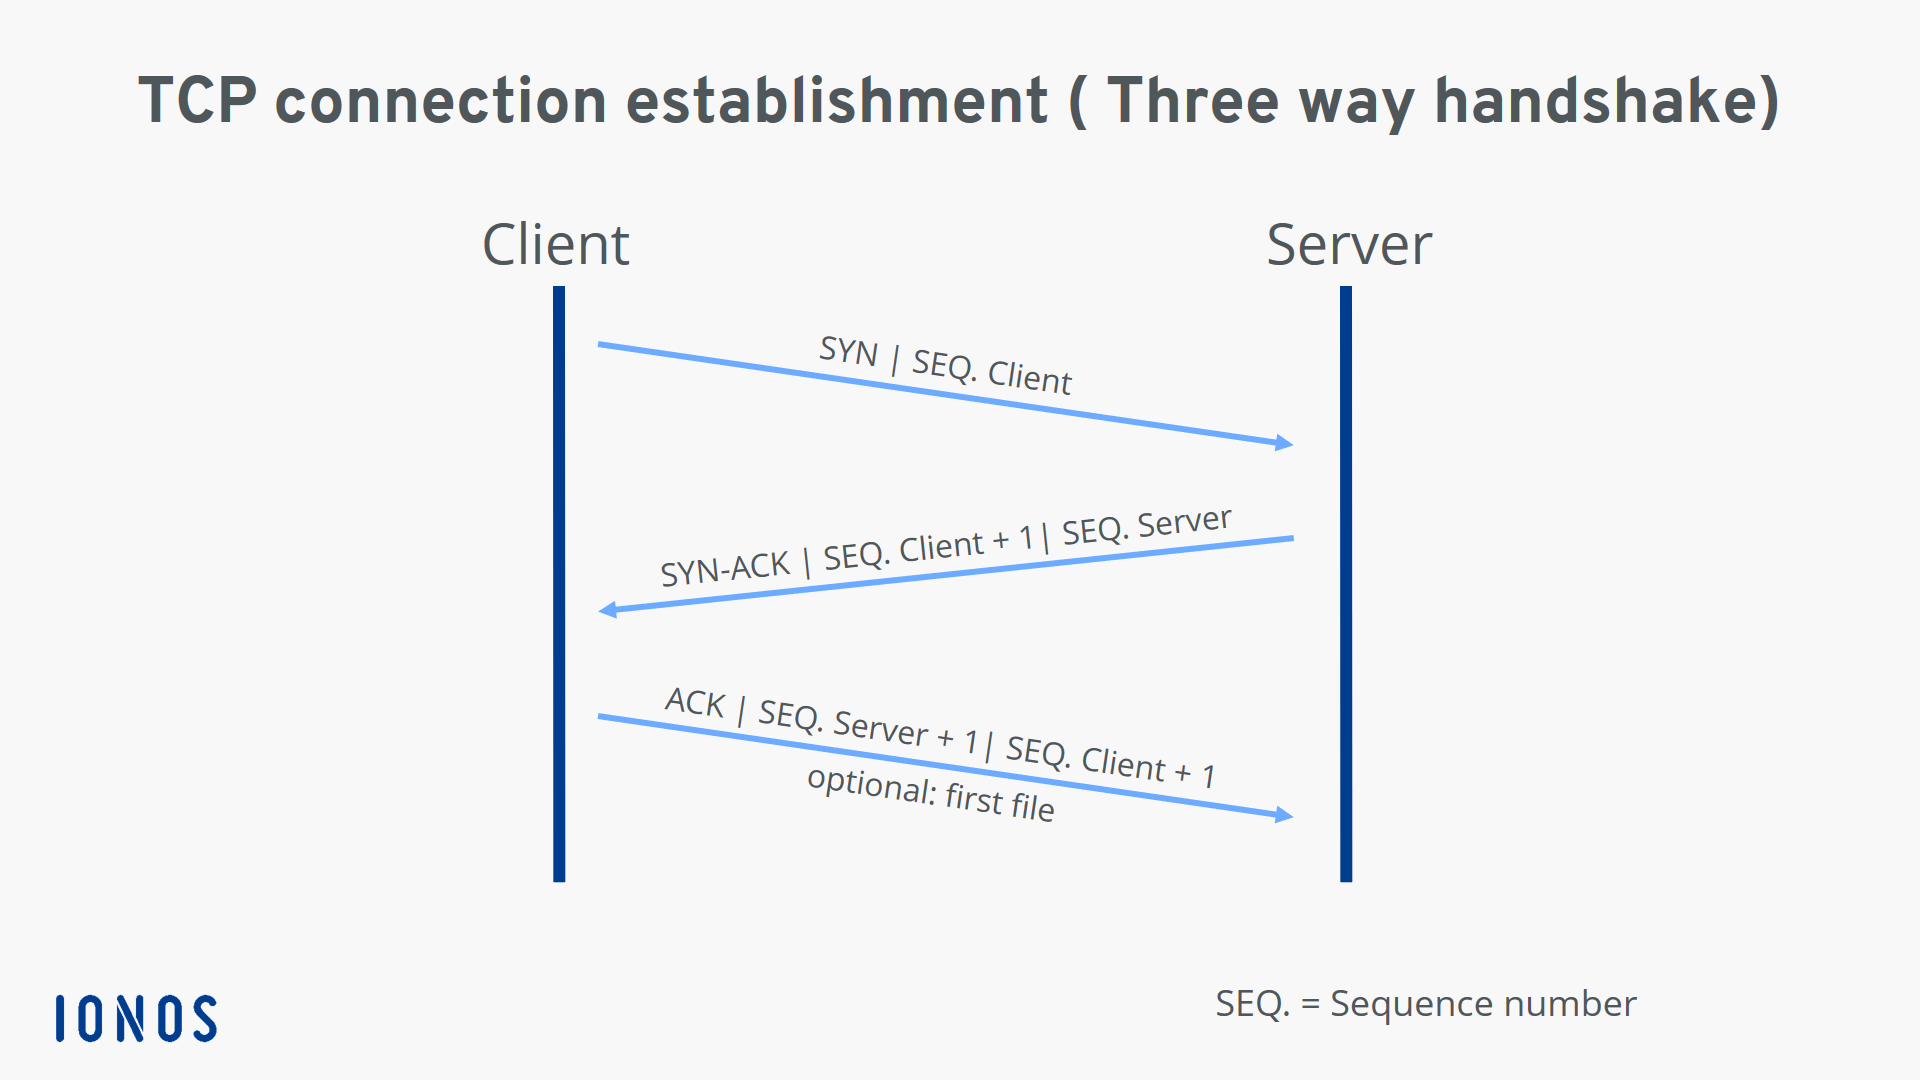 TCP connection establishment ( Three way handshake)
Client
Server
SYN | SEQ. Client
SYN-ACK | SEQ. Client + 1| SEQ. Server
ACK | SEQ. Server + 1| SEQ. Client + 1
optional: first file
IONOS
SEQ. = Sequence number